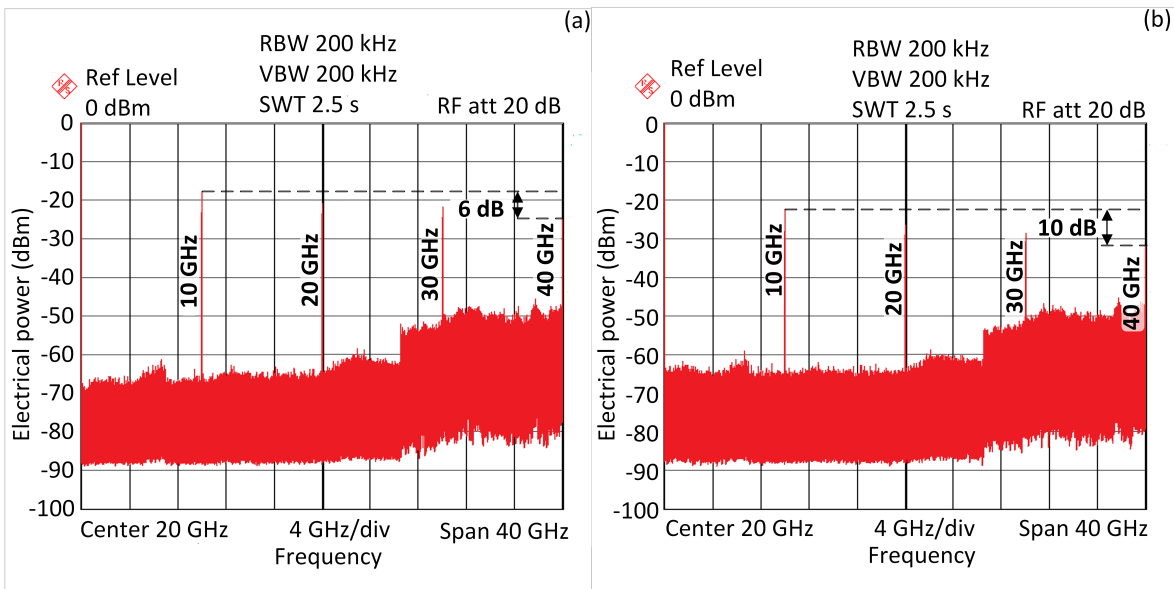 (a)
RBW 200 kHz
VBW 200 kHz
SWT 2.5 s
Ref Level
0 dBm
RF att 20 dB
0
-10
-20
-30
-40
-50
-60
-70
-80
-90
-100
Electrical power (dBm)
10 GHz
20 GHz
30 GHz
40 GHz
6 dB
Center 20 GHz
4 GHz/div
Span 40 GHz
Frequency
(b)
RBW 200 kHz
VBW 200 kHz
SWT 2.5 s
Ref Level
0 dBm
RF att 20 dB
0
-10
-20
-30
-40
-50
-60
-70
-80
-90
-100
Electrical power (dBm)
10 GHz
20 GHz
30 GHz
40 GHz
10 dB
Center 20 GHz
4 GHz/div
Span 40 GHz
Frequency